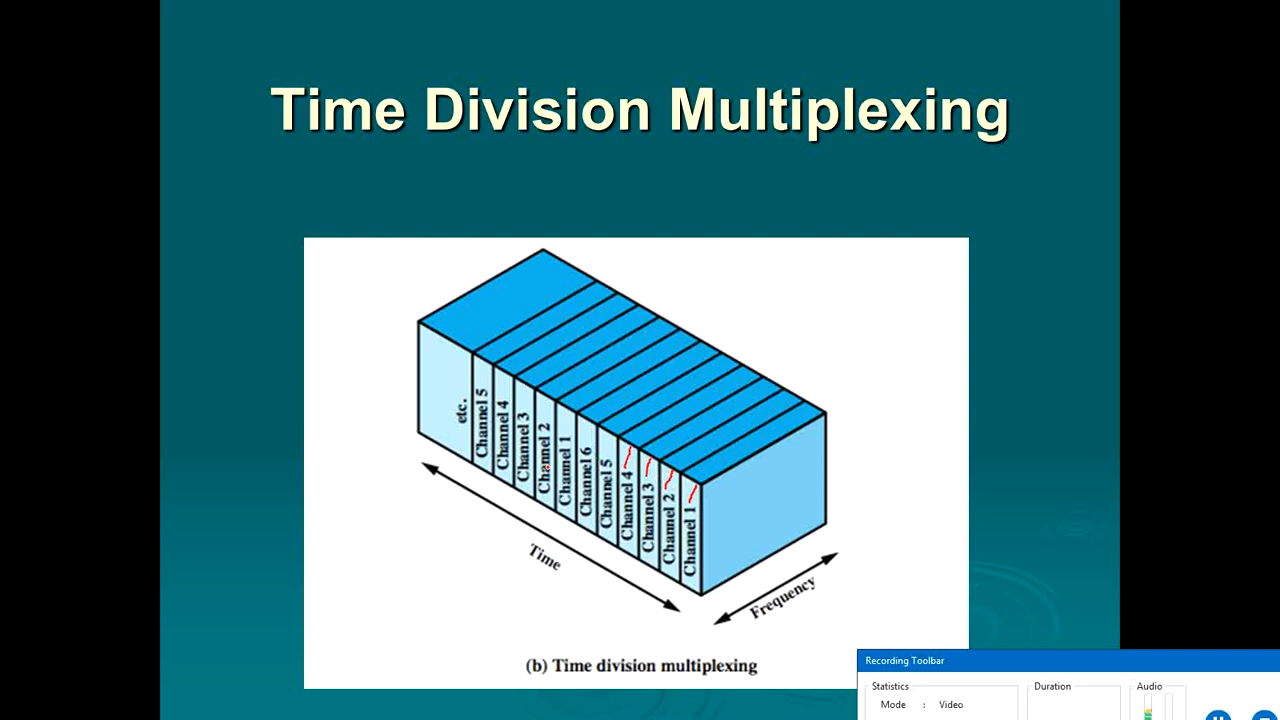 Time Division Multiplexing
etc.
Channel 5
Channel 4
Channel 3
Channel 2
Channel 1
Channel 6
Channel 5
Channel 4
Channel 3
Channel 2
Channel 1
Time
Frequency
(b) Time division multiplexing
Recording Toolbar
Statistics
Duration
Audio
Mode : Video